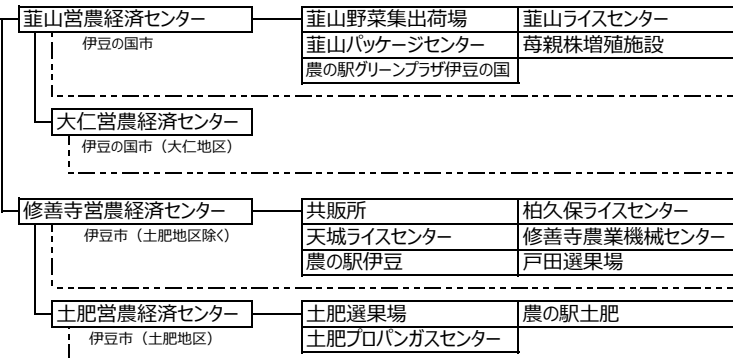 韮山営農経済センター 韮山野菜集出荷場 韮山ライスセンター
伊豆の国市 韮山パッケージセンター 苺親株増殖施設
農の駅グリーンプラザ伊豆の国
大仁営農経済センター
伊豆の国市（大仁地区）
修善寺営農経済センター 共販所 柏久保ライスセンター
伊豆市（土肥地区除く） 天城ライスセンター 修善寺農業機械センター
農の駅伊豆 戸田選果場
土肥営農経済センター 土肥選果場 農の駅土肥
伊豆市（土肥地区） 土肥プロパンガスセンター